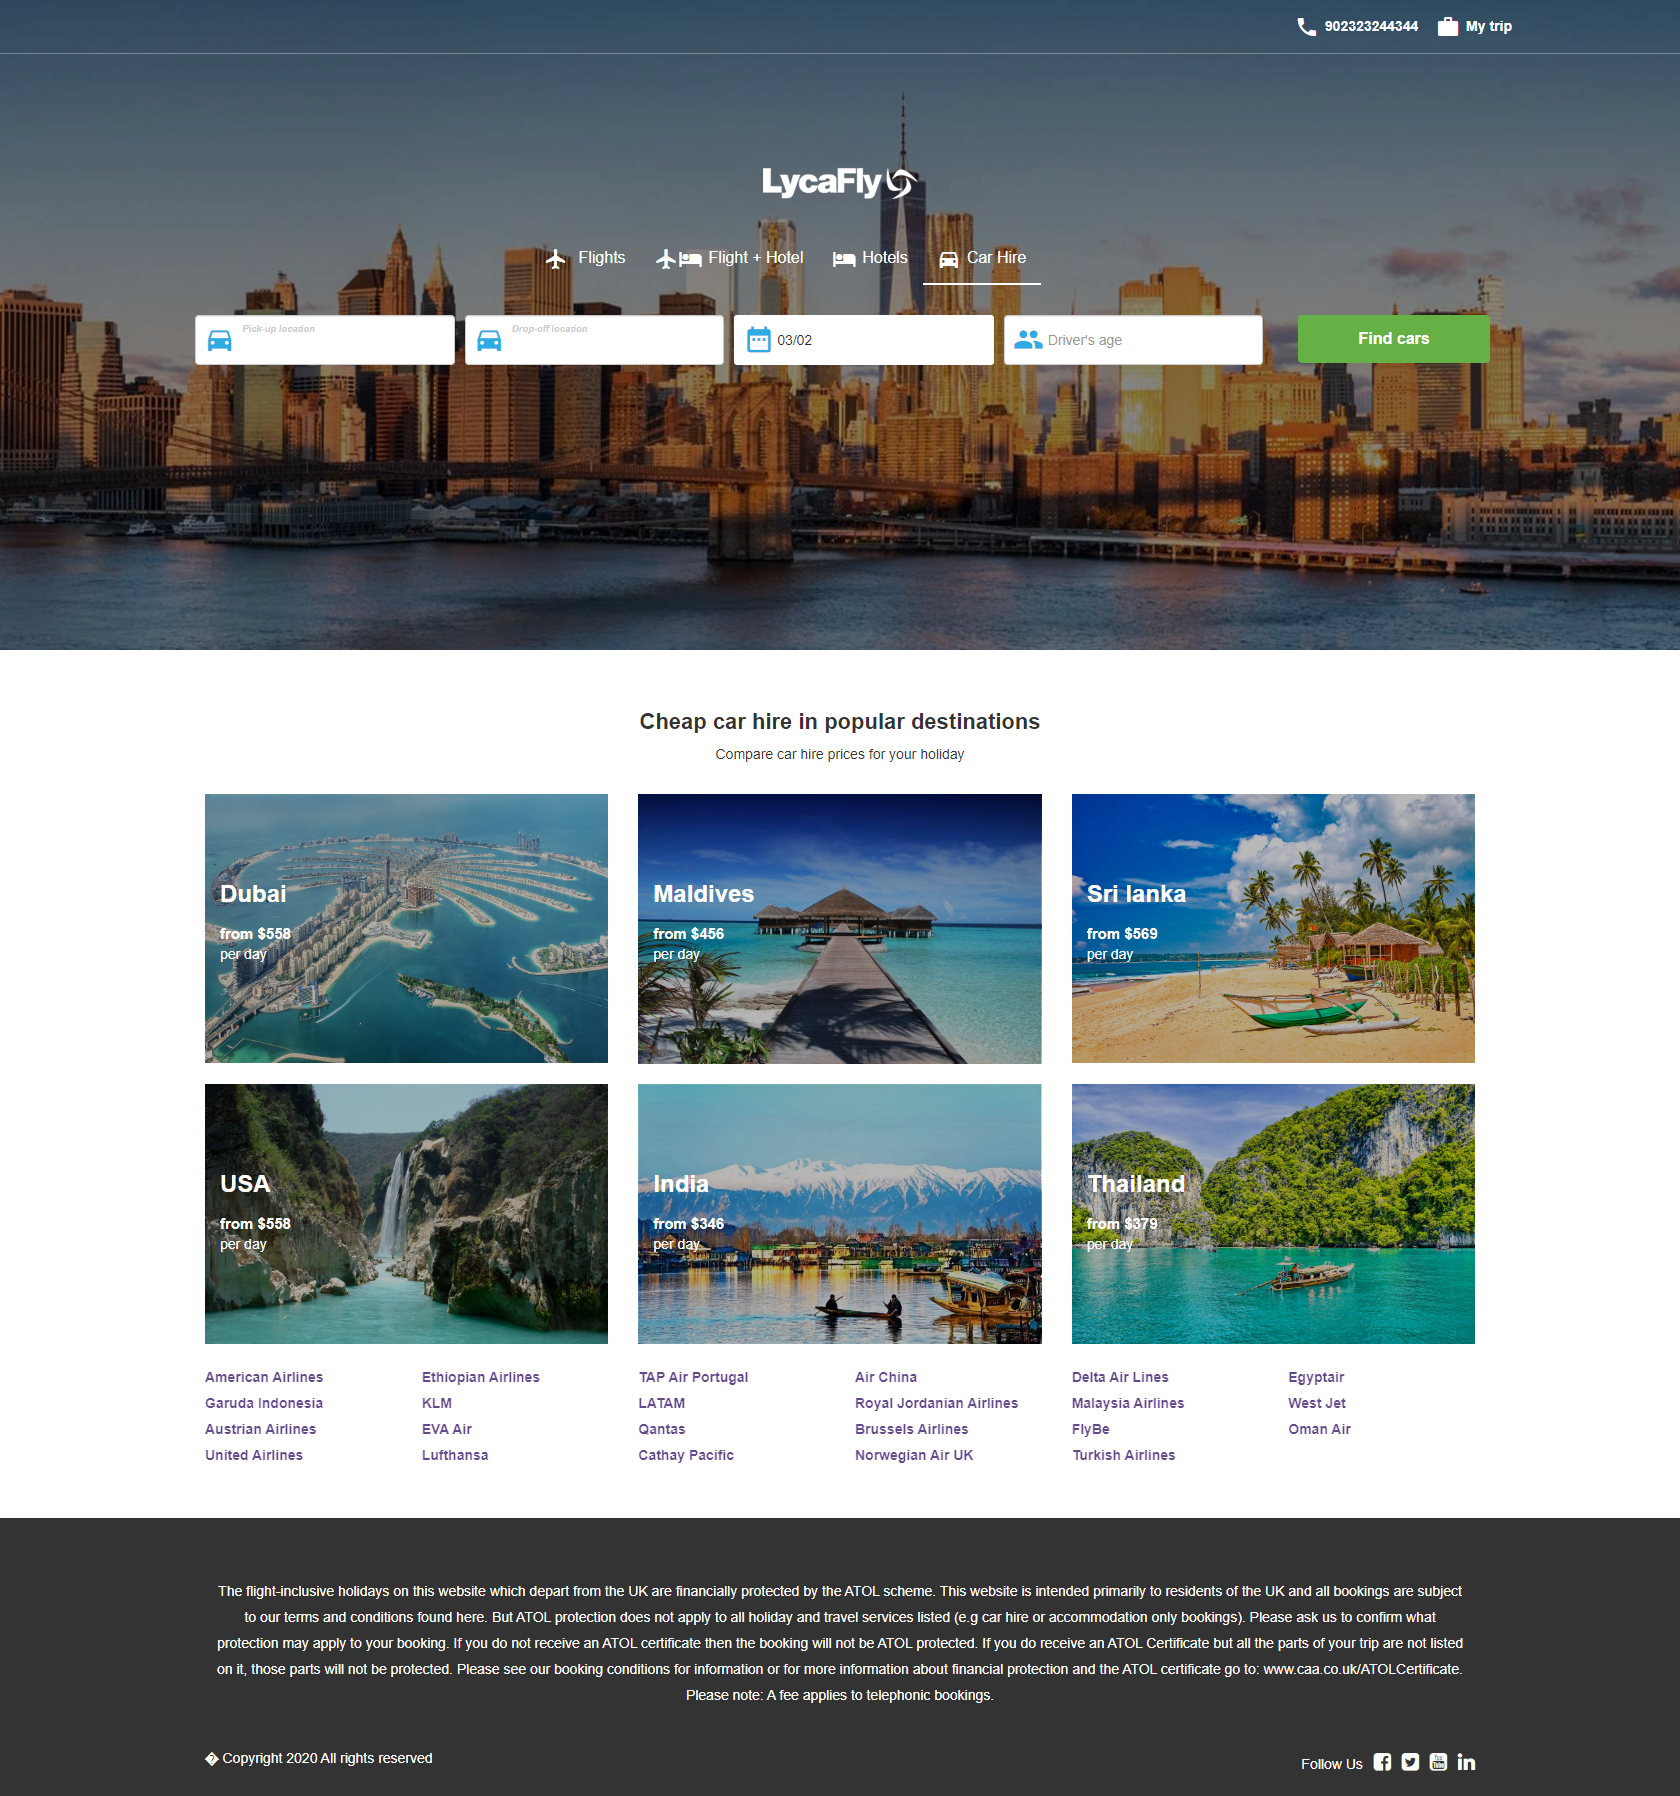 902323244344 My trip
LycaFly
Flights Flight + Hotel Hotels Car Hire
Pick-up location Drop-off location 03/02 Driver's age Find cars
Cheap car hire in popular destinations
Compare car hire prices for your holiday
Dubai
from $558
per day
Maldives
from $456
per day
Sri lanka
from $569
per day
USA
from $558
per day
India
from $346
per day
Thailand
from $379
per day
American Airlines Ethiopian Airlines TAP Air Portugal Air China Delta Air Lines Egyptair
Garuda Indonesia KLM LATAM Royal Jordanian Airlines Malaysia Airlines West Jet
Austrian Airlines EVA Air Qantas Brussels Airlines FlyBe Oman Air
United Airlines Lufthansa Cathay Pacific Norwegian Air UK Turkish Airlines
The flight-inclusive holidays on this website which depart from the UK are financially protected by the ATOL scheme. This website is intended primarily to residents of the UK and all bookings are subject
to our terms and conditions found here. But ATOL protection does not apply to all holiday and travel services listed (e.g car hire or accommodation only bookings). Please ask us to confirm what
protection may apply to your booking. If you do not receive an ATOL certificate then the booking will not be ATOL protected. If you do receive an ATOL Certificate but all the parts of your trip are not listed
on it, those parts will not be protected. Please see our booking conditions for information or for more information about financial protection and the ATOL certificate go to: www.caa.co.uk/ATOLCertificate.
Please note: A fee applies to telephonic bookings.
� Copyright 2020 All rights reserved
Follow Us